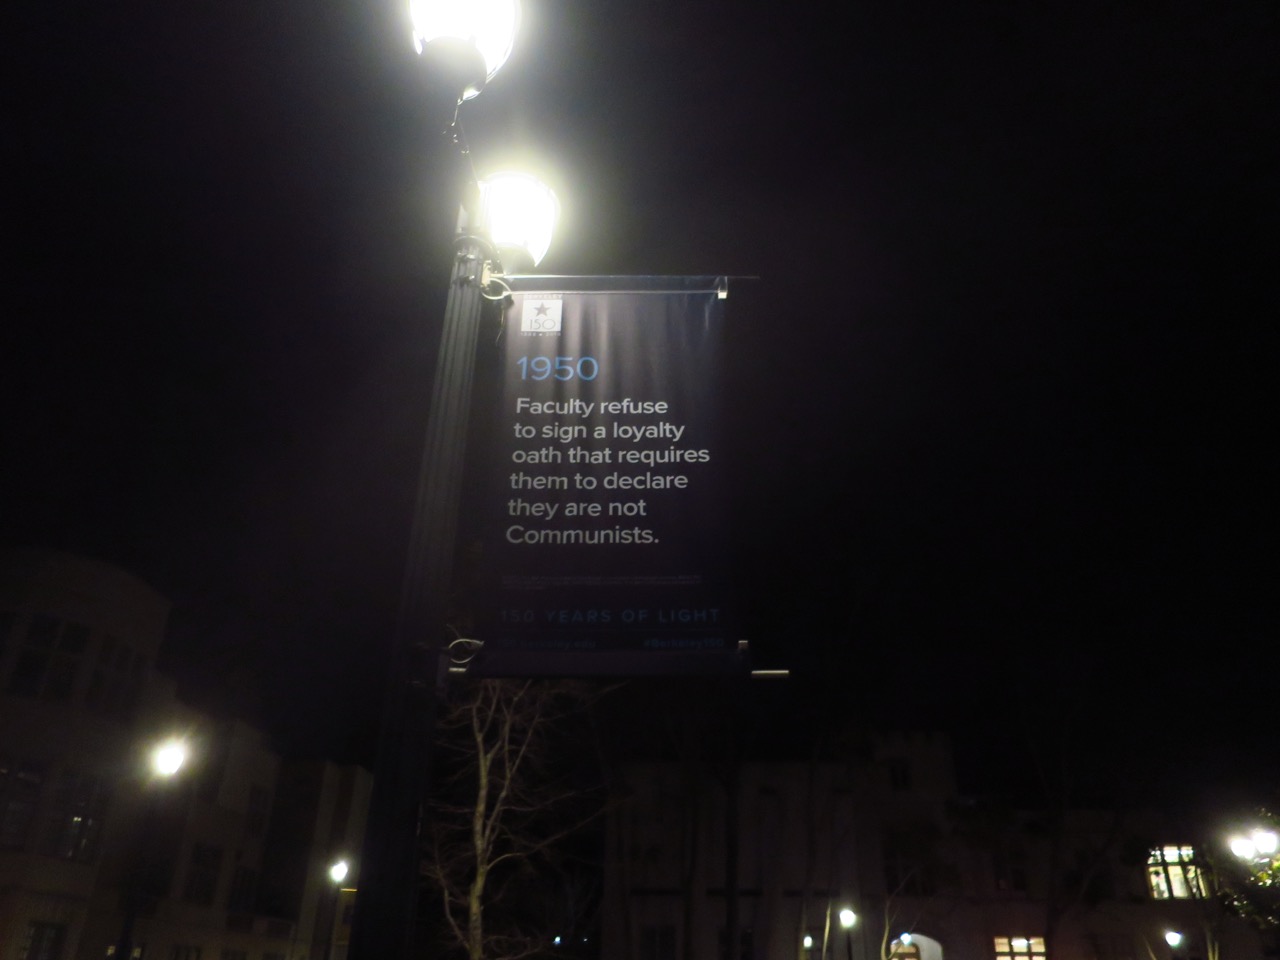 150
1950
Faculty refuse
to sign a loyalty
oath that requires
them to declare
they are not
Communists.
150 YEARS OF LIGHT